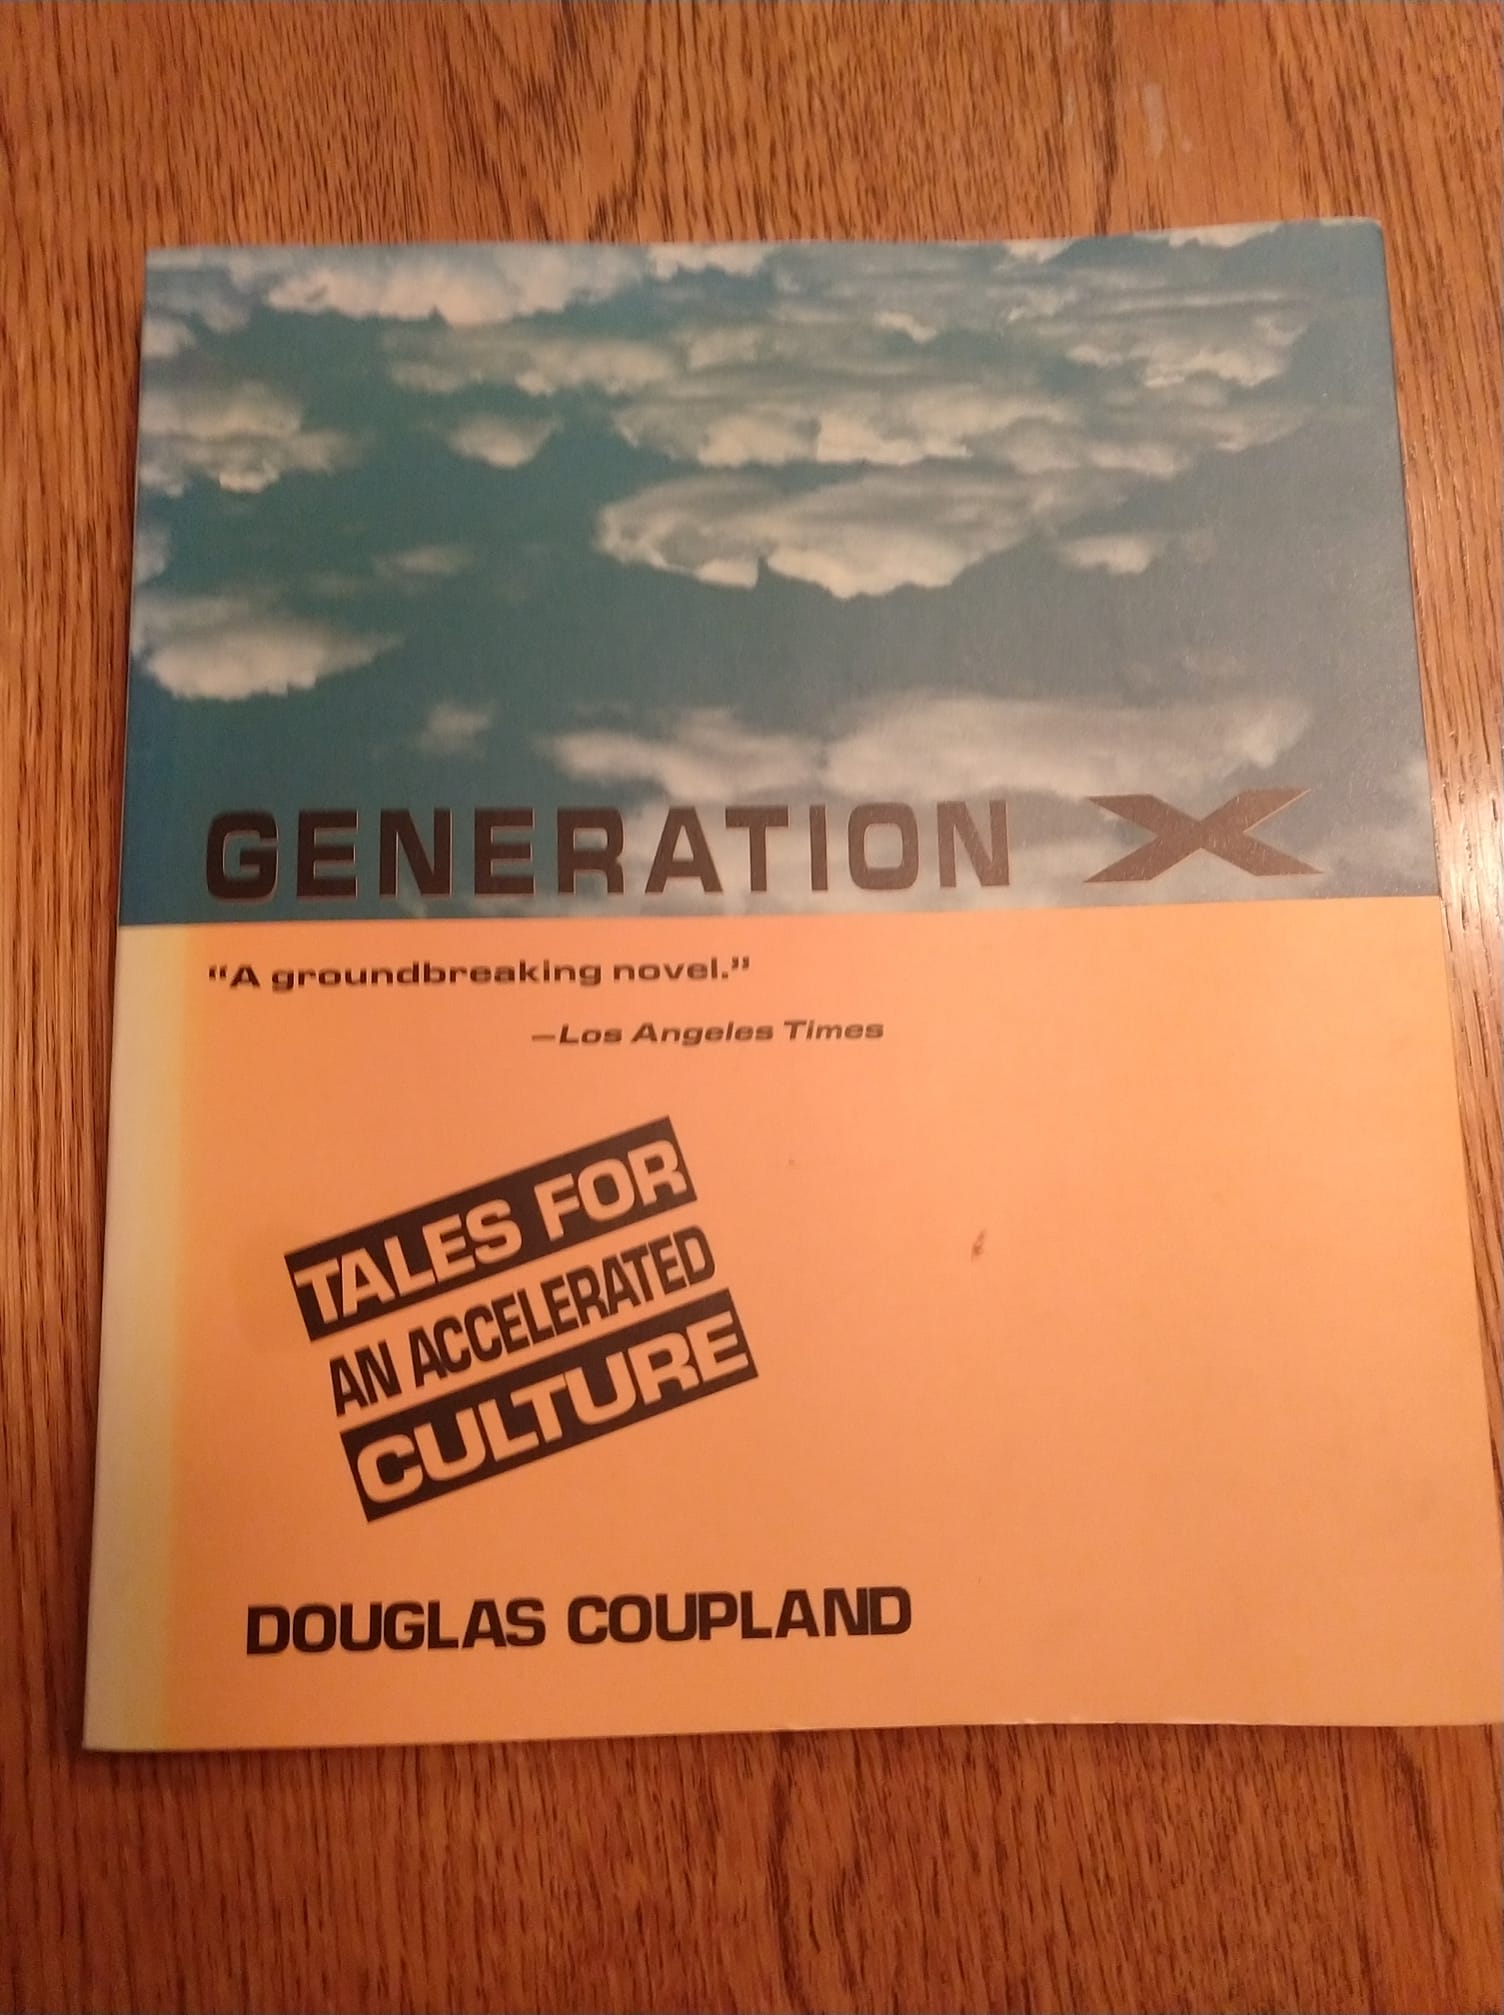 GENERATION X
“A groundbreaking novel.”
—Los Angeles Times
TALES FOR
AN ACCELERATED
CULTURE
DOUGLAS COUPLAND